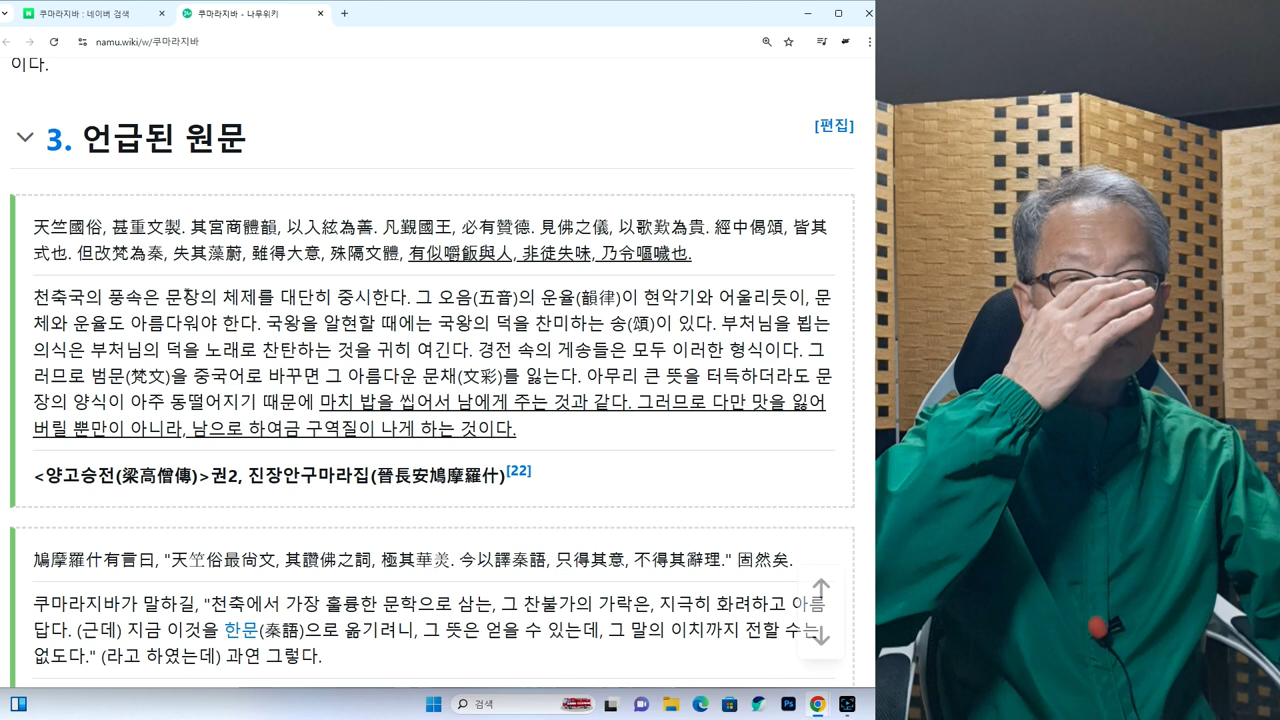 쿠마라지바 : 네이버 검색
쿠마라지바 - 나무위키
namu.wiki/w/쿠마라지바
이다.
3. 언급된 원문
[편집]
天竺國俗, 甚重文製. 其宮商體韻, 以入絃為善. 凡覲國王, 必有贊德. 見佛之儀, 以歌歎為貴. 經中偈頌, 皆其
式也. 但改梵為秦, 失其藻蔚, 雖得大意, 殊隔文體, 有似嚼飯與人, 非徒失味, 乃令嘔噦也.
천축국의 풍속은 문장의 체제를 대단히 중시한다. 그 오음(五音)의 운율(韻律)이 현악기와 어울리듯이, 문
체와 운율도 아름다워야 한다. 국왕을 알현할 때에는 국왕의 덕을 찬미하는 송(頌)이 있다. 부처님을 뵙는
의식은 부처님의 덕을 노래로 찬탄하는 것을 귀히 여긴다. 경전 속의 게송들은 모두 이러한 형식이다. 그
러므로 범문(梵文)을 중국어로 바꾸면 그 아름다운 문채(文彩)를 잃는다. 아무리 큰 뜻을 터득하더라도 문
장의 양식이 아주 동떨어지기 때문에 마치 밥을 씹어서 남에게 주는 것과 같다. 그러므로 다만 맛을 잃어
버릴 뿐만이 아니라, 남으로 하여금 구역질이 나게 하는 것이다.
<양고승전(梁高僧傳)>권2, 진장안구마라집(晉長安鳩摩羅什)[22]
鳩摩羅什有言曰, "天竺俗最尙文, 其讚佛之詞, 極其華美. 今以譯秦語, 只得其意, 不得其辭理." 固然矣.
쿠마라지바가 말하길, "천축에서 가장 훌륭한 문학으로 삼는, 그 찬불가의 가락은, 지극히 화려하고 아름
답다. (근데) 지금 이것을 한문(秦語)으로 옮기려니, 그 뜻은 얻을 수 있는데, 그 말의 이치까지 전할 수는
없도다." (라고 하였는데) 과연 그렇다.
검색